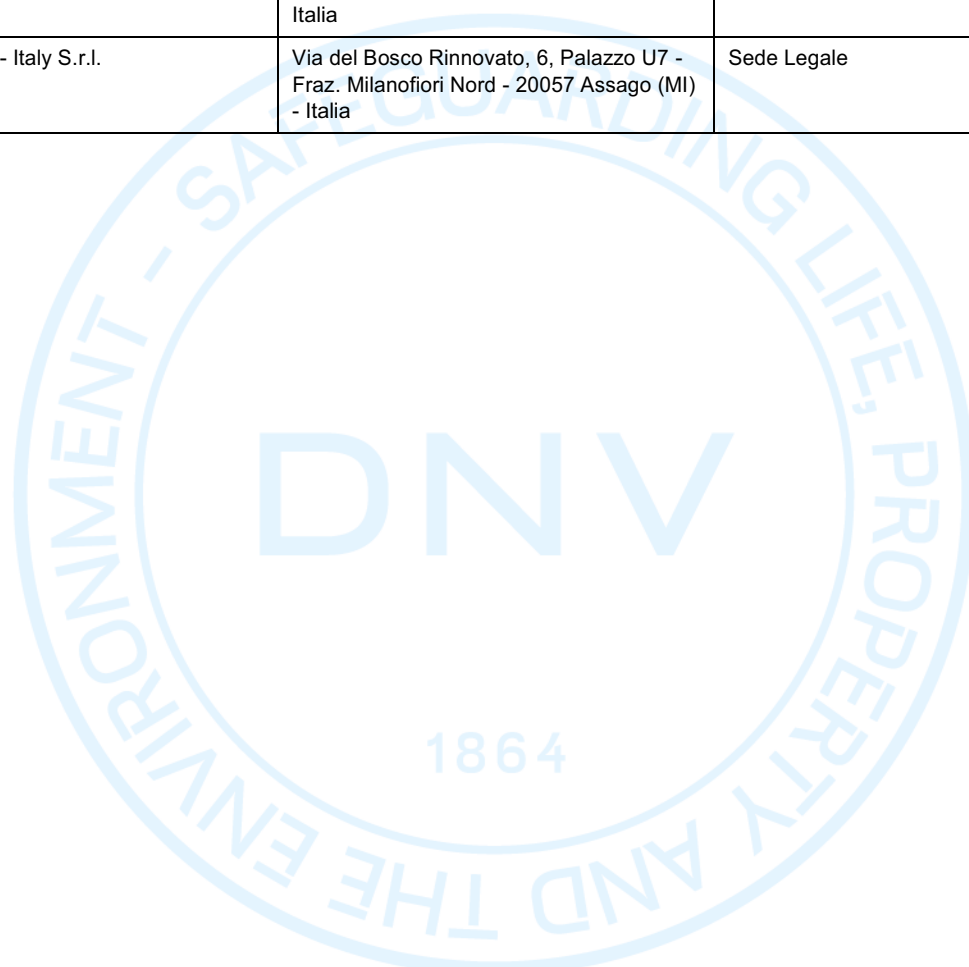 Italia
- Italy S.r.l.
Via del Bosco Rinnovato, 6, Palazzo U7 -
Fraz. Milanofiori Nord - 20057 Assago (MI)
- Italia
Sede Legale
SAFEGUARDING LIFE, PROPERTY AND THE ENVIRONMENT -
DNV
1864